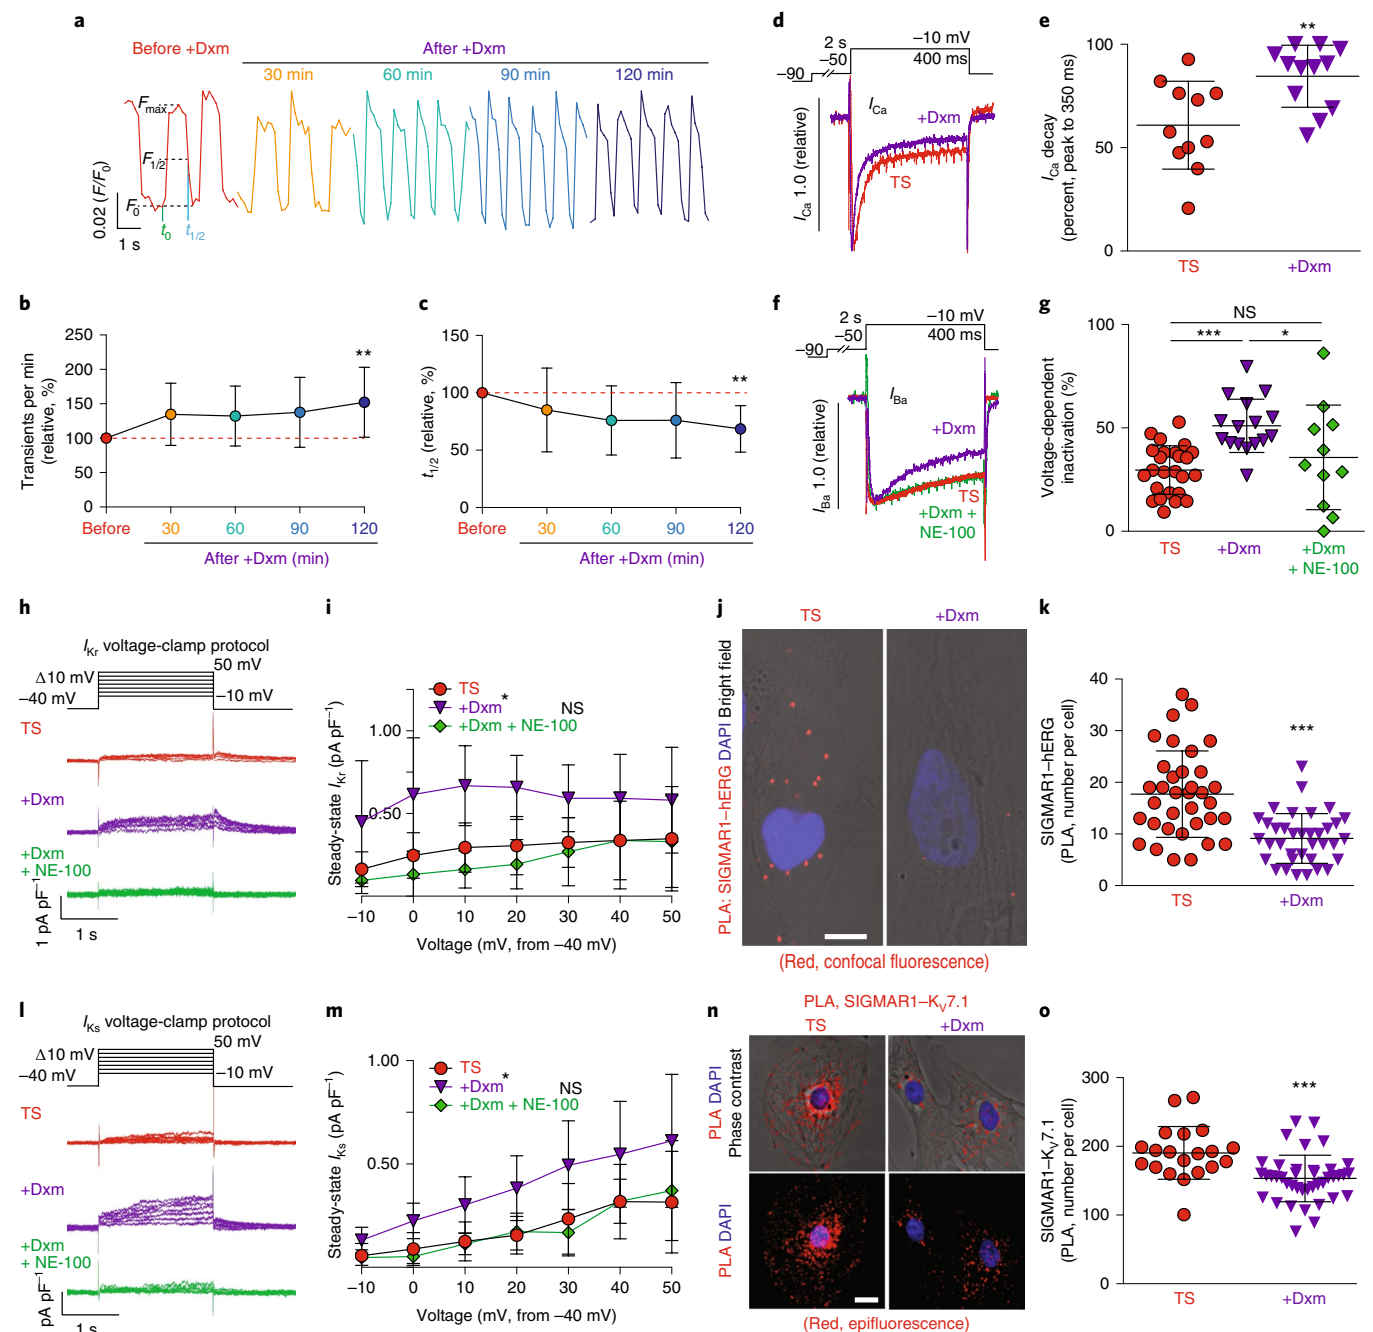 a
Before +Dxm
After +Dxm
30 min
60 min
90 min
120 min
Fmax
F1/2
F0
t0
t1/2
0.02 (F/F0)
1 s
b
Transients per min
(relative, %)
250
200
150
100
50
0
**
Before
30
60
90
120
After +Dxm (min)
c
t1/2 (relative, %)
150
100
50
0
**
Before
30
60
90
120
After +Dxm (min)
d
2 s
–10 mV
–50
400 ms
–90
ICa
+Dxm
TS
ICa 1.0 (relative)
e
ICa decay
(percent, peak to 350 ms)
100
50
0
**
TS
+Dxm
f
2 s
–10 mV
–50
400 ms
–90
IBa
+Dxm
TS
+Dxm +
NE-100
IBa 1.0 (relative)
g
Voltage-dependent
inactivation (%)
100
50
0
NS
***
*
TS
+Dxm
+Dxm
+ NE-100
h
IKr voltage-clamp protocol
50 mV
Δ10 mV
–40 mV
–10 mV
TS
+Dxm
+Dxm
+ NE-100
1 pA pF–1
1 s
i
Steady-state IKr (pA pF–1)
TS
+Dxm
*
+Dxm + NE-100
NS
1.00
0.50
–10
0
10
20
30
40
50
Voltage (mV, from –40 mV)
j
TS
+Dxm
PLA: SIGMAR1–hERG DAPI Bright field
(Red, confocal fluorescence)
k
SIGMAR1–hERG
(PLA, number per cell)
40
30
20
10
0
***
TS
+Dxm
l
IKs voltage-clamp protocol
50 mV
Δ10 mV
–40 mV
–10 mV
TS
+Dxm
+Dxm
+ NE-100
pA pF–1
1 s
m
Steady-state IKs (pA pF–1)
TS
+Dxm
*
+Dxm + NE-100
NS
1.00
0.50
–10
0
10
20
30
40
50
Voltage (mV, from –40 mV)
n
PLA, SIGMAR1–KV7.1
TS
+Dxm
PLA DAPI
Phase contrast
PLA DAPI
(Red, epifluorescence)
o
SIGMAR1–KV7.1
(PLA, number per cell)
300
200
100
0
***
TS
+Dxm